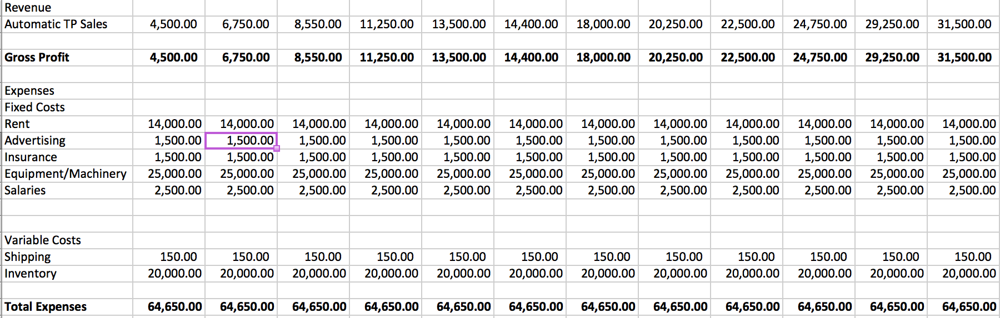 Revenue
Automatic TP Sales 4,500.00 6,750.00 8,550.00 11,250.00 13,500.00 14,400.00 18,000.00 20,250.00 22,500.00 24,750.00 29,250.00 31,500.00
Gross Profit 4,500.00 6,750.00 8,550.00 11,250.00 13,500.00 14,400.00 18,000.00 20,250.00 22,500.00 24,750.00 29,250.00 31,500.00
Expenses
Fixed Costs
Rent 14,000.00 14,000.00 14,000.00 14,000.00 14,000.00 14,000.00 14,000.00 14,000.00 14,000.00 14,000.00 14,000.00 14,000.00
Advertising 1,500.00 1,500.00 1,500.00 1,500.00 1,500.00 1,500.00 1,500.00 1,500.00 1,500.00 1,500.00 1,500.00 1,500.00
Insurance 1,500.00 1,500.00 1,500.00 1,500.00 1,500.00 1,500.00 1,500.00 1,500.00 1,500.00 1,500.00 1,500.00 1,500.00
Equipment/Machinery 25,000.00 25,000.00 25,000.00 25,000.00 25,000.00 25,000.00 25,000.00 25,000.00 25,000.00 25,000.00 25,000.00 25,000.00
Salaries 2,500.00 2,500.00 2,500.00 2,500.00 2,500.00 2,500.00 2,500.00 2,500.00 2,500.00 2,500.00 2,500.00 2,500.00
Variable Costs
Shipping 150.00 150.00 150.00 150.00 150.00 150.00 150.00 150.00 150.00 150.00 150.00 150.00
Inventory 20,000.00 20,000.00 20,000.00 20,000.00 20,000.00 20,000.00 20,000.00 20,000.00 20,000.00 20,000.00 20,000.00 20,000.00
Total Expenses 64,650.00 64,650.00 64,650.00 64,650.00 64,650.00 64,650.00 64,650.00 64,650.00 64,650.00 64,650.00 64,650.00 64,650.00